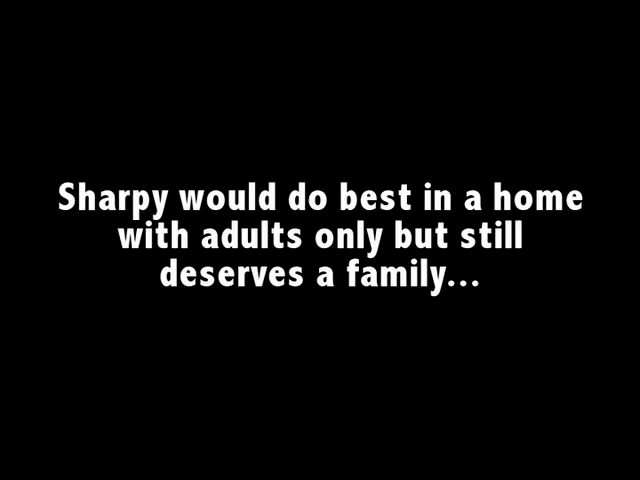 Sharpy would do best in a home
with adults only but still
deserves a family...